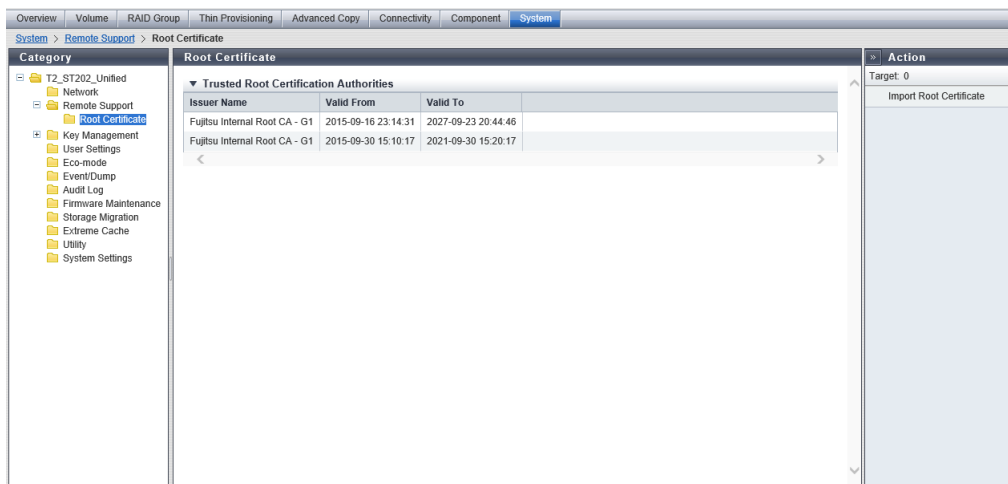 Overview Volume RAID Group Thin Provisioning Advanced Copy Connectivity Component System
System > Remote Support > Root Certificate
Category
T2_ST202_Unified
Network
Remote Support
Root Certificate
Key Management
User Settings
Eco-mode
Event/Dump
Audit Log
Firmware Maintenance
Storage Migration
Extreme Cache
Utility
System Settings
Root Certificate
▼ Trusted Root Certification Authorities
Issuer Name Valid From Valid To
Fujitsu Internal Root CA - G1 2015-09-16 23:14:31 2027-09-23 20:44:46
Fujitsu Internal Root CA - G1 2015-09-30 15:10:17 2021-09-30 15:20:17
» Action
Target: 0
Import Root Certificate